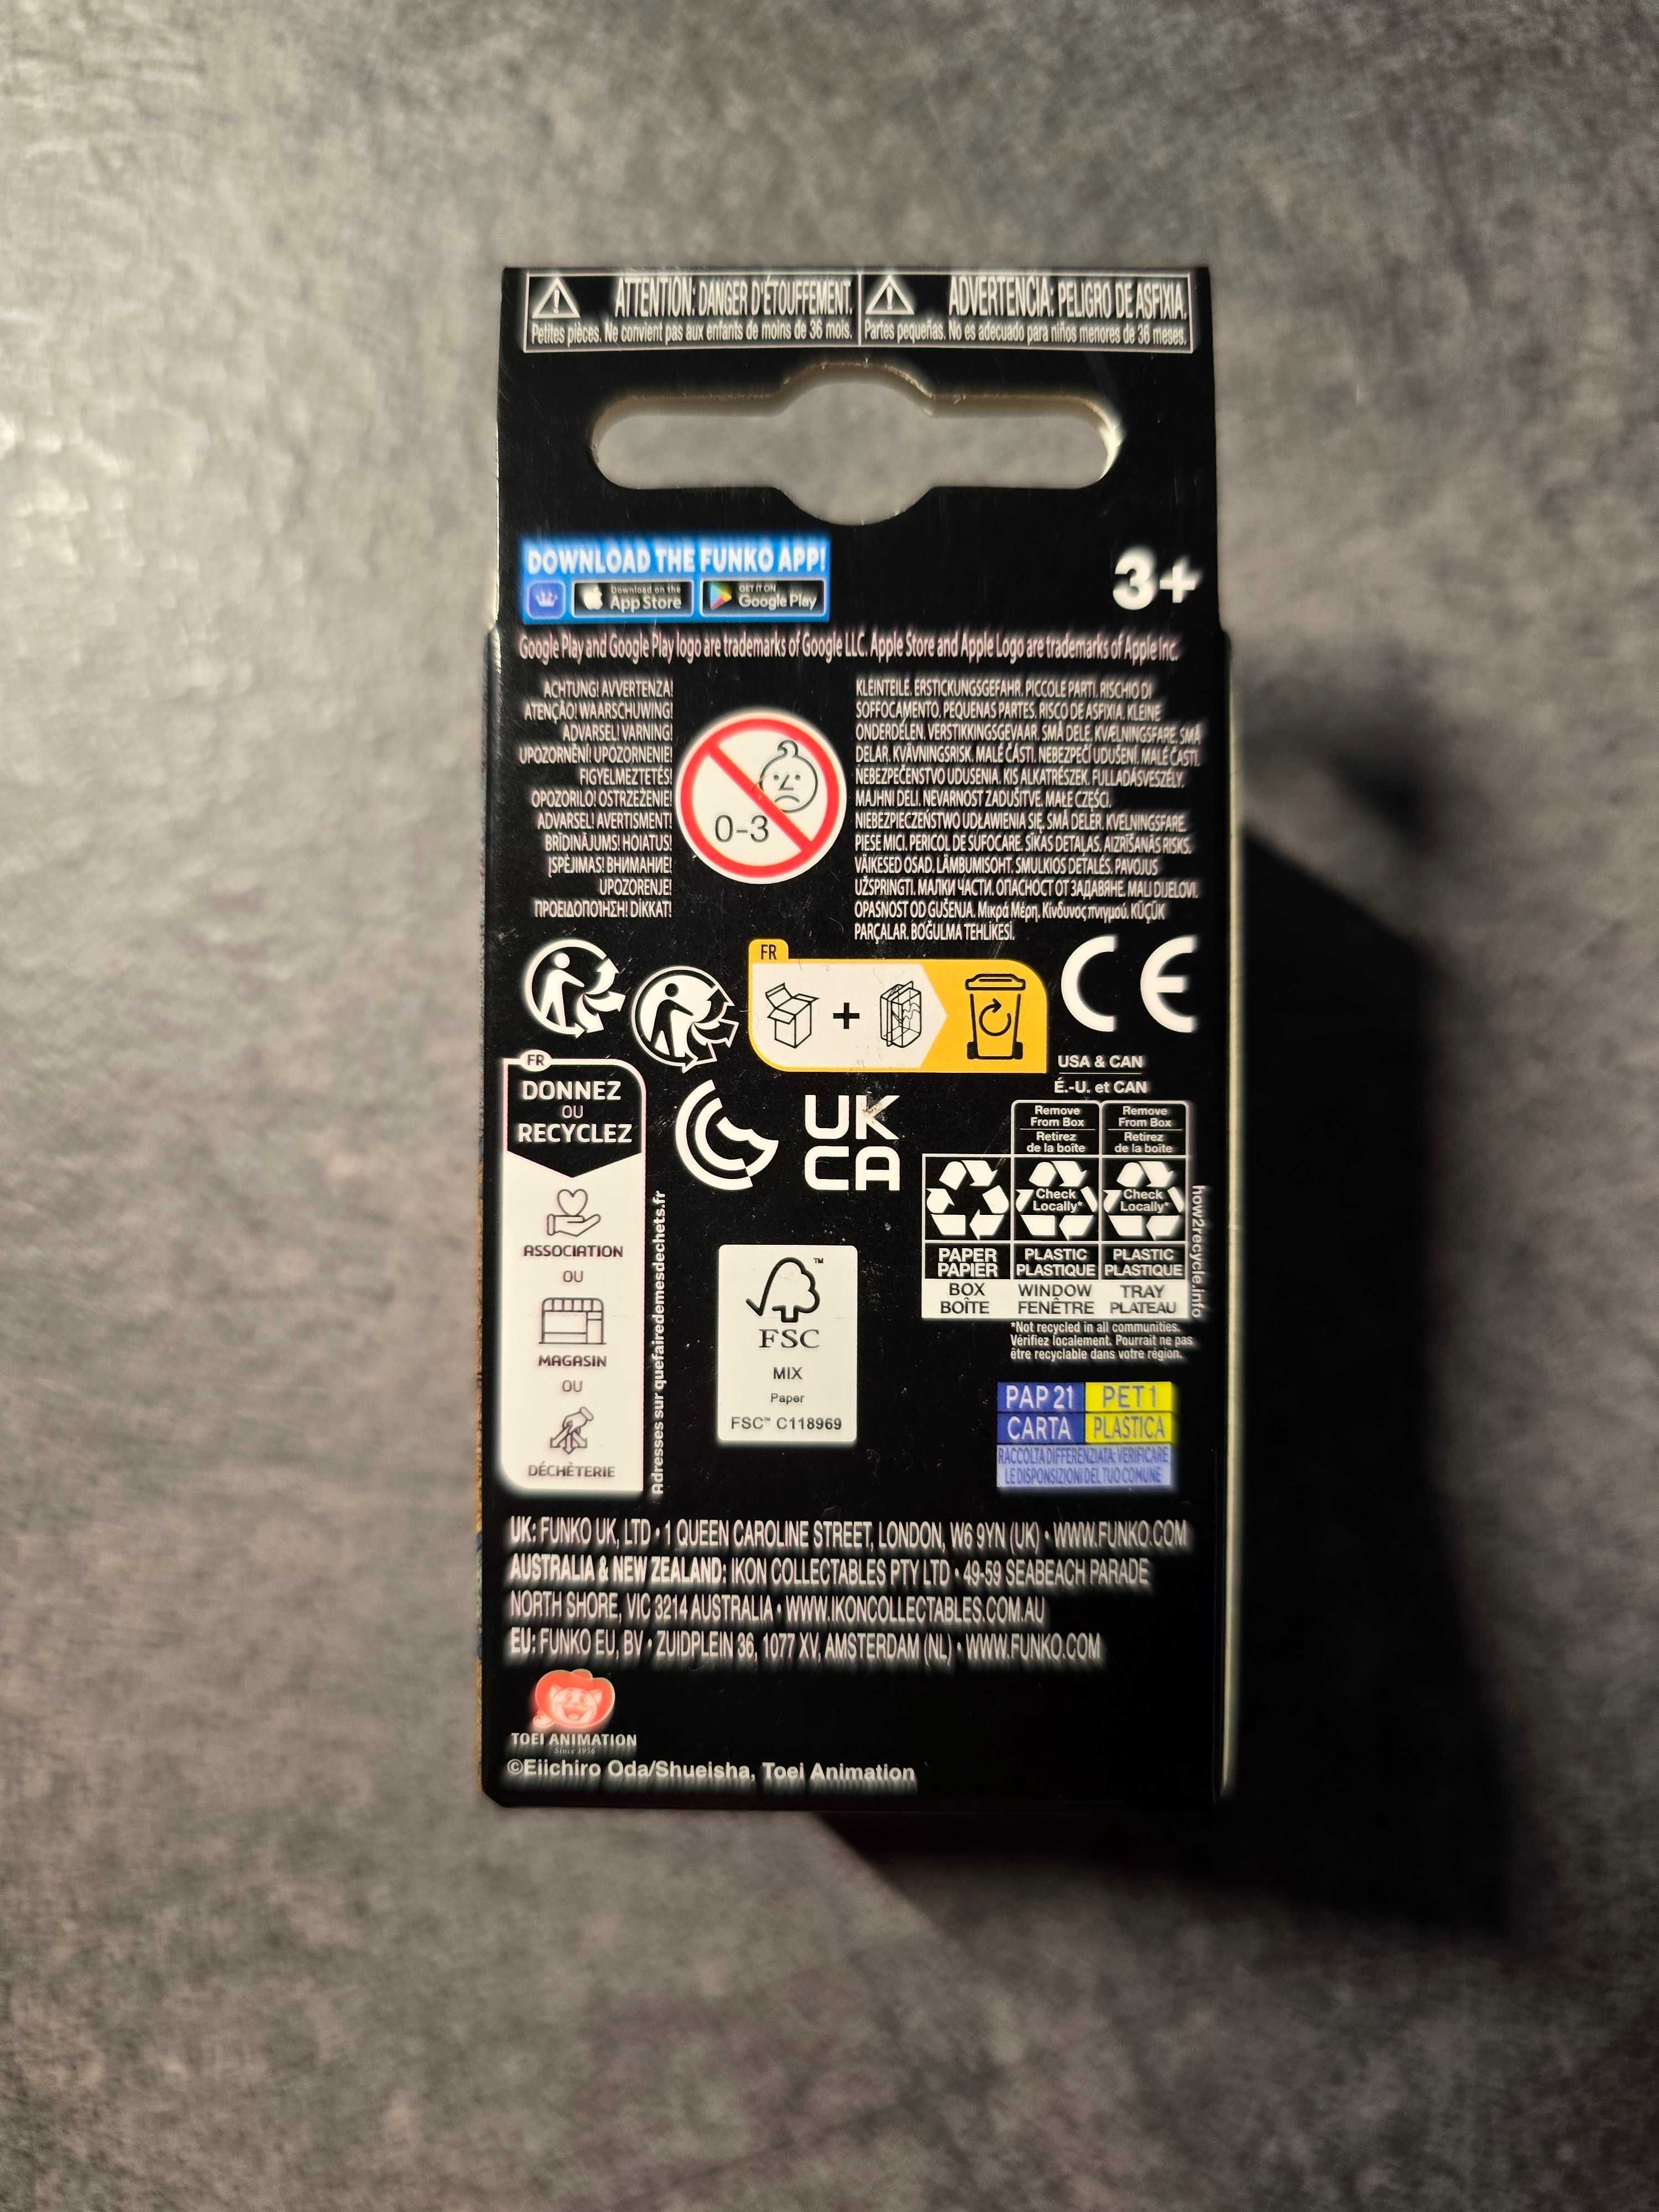 ATTENTION: DANGER D'ÉTOUFFEMENT.
Petites pièces. Ne convient pas aux enfants de moins de 36 mois.
ADVERTENCIA: PELIGRO DE ASFIXIA.
Partes pequeñas. No es adecuado para niños menores de 36 meses.
DOWNLOAD THE FUNKO APP!
Download on the
App Store
GET IT ON
Google Play
3+
Google Play and Google Play logo are trademarks of Google LLC. Apple Store and Apple Logo are trademarks of Apple Inc.
ACHTUNG! AVVERTENZA!
ATENÇÃO! WAARSCHUWING!
ADVARSEL! VARNING!
UPOZORNĚNÍ! UPOZORNENIE!
FIGYELMEZTETÉS!
OPOZORILO! OSTRZEŻENIE!
ADVARSEL! AVERTISMENT!
BRĪDINĀJUMS! HOIATUS!
ĮSPĖJIMAS! ВНИМАНИЕ!
UPOZORENJE!
ΠΡΟΕΙΔΟΠΟΊΗΣΗ! DİKKAT!
0-3
KLEINTEILE. ERSTICKUNGSGEFAHR. PICCOLE PARTI. RISCHIO DI
SOFFOCAMENTO. PEQUENAS PARTES. RISCO DE ASFIXIA. KLEINE
ONDERDELEN. VERSTIKKINGSGEVAAR. SMÅ DELE. KVÆLNINGSFARE. SMÅ
DELAR. KVÄVNINGSRISK. MALÉ ČÁSTI. NEBEZPEČÍ UDUŠENÍ. MALÉ ČASTI.
NEBEZPEČENSTVO UDUSENIA. KIS ALKATRÉSZEK. FULLADÁSVESZÉLY.
MAJHNI DELI. NEVARNOST ZADUŠITVE. MAŁE CZĘŚCI.
NIEBEZPIECZEŃSTWO UDŁAWIENIA SIĘ. SMÅ DELER. KVELNINGSFARE.
PIESE MICI. PERICOL DE SUFOCARE. SĪKAS DETAĻAS. AIZRĪŠANĀS RISKS.
VÄIKESED OSAD. LÄMBUMISOHT. SMULKIOS DETALĖS. PAVOJUS
UŽSPRINGTI. МАЛКИ ЧАСТИ. ОПАСНОСТ ОТ ЗАДАВЯНЕ. MALI DIJELOVI.
OPASNOST OD GUŠENJA. Μικρά Μέρη. Κίνδυνος πνιγμού. KÜÇÜK
PARÇALAR. BOĞULMA TEHLİKESİ.
FR
+
CE
FR
DONNEZ
OU
RECYCLEZ
ASSOCIATION
OU
MAGASIN
OU
DÉCHÈTERIE
Adresses sur quefairedemesdechets.fr
UK
CA
USA & CAN
É.-U. et CAN
Remove
From Box
Retirez
de la boîte
Remove
From Box
Retirez
de la boîte
Check
Locally*
Check
Locally*
PAPER
PAPIER
PLASTIC
PLASTIQUE
PLASTIC
PLASTIQUE
BOX
BOÎTE
WINDOW
FENÊTRE
TRAY
PLATEAU
how2recycle.info
*Not recycled in all communities.
Vérifiez localement. Pourrait ne pas
être recyclable dans votre région.
™
FSC
MIX
Paper
FSC™ C118969
PAP 21 PET 1
CARTA PLASTICA
RACCOLTA DIFFERENZIATA: VERIFICARE
LE DISPONSIZIONI DEL TUO COMUNE
UK: FUNKO UK, LTD • 1 QUEEN CAROLINE STREET, LONDON, W6 9YN (UK) • WWW.FUNKO.COM
AUSTRALIA & NEW ZEALAND: IKON COLLECTABLES PTY LTD • 49-59 SEABEACH PARADE
NORTH SHORE, VIC 3214 AUSTRALIA • WWW.IKONCOLLECTABLES.COM.AU
EU: FUNKO EU, BV • ZUIDPLEIN 36, 1077 XV, AMSTERDAM (NL) • WWW.FUNKO.COM
TOEI ANIMATION
Since 1956
©Eiichiro Oda/Shueisha, Toei Animation